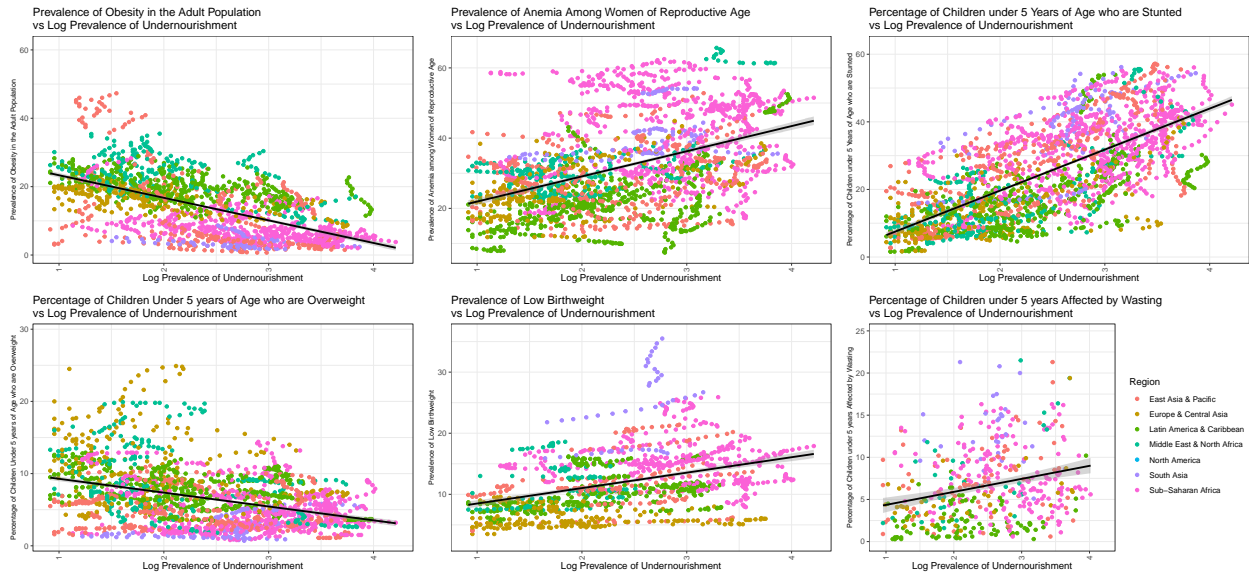 Prevalence of Obesity in the Adult Population
vs Log Prevalence of Undernourishment
Prevalence of Obesity in the Adult Population
60
40
20
0
1
2
3
4
Log Prevalence of Undernourishment
Prevalence of Anemia Among Women of Reproductive Age
vs Log Prevalence of Undernourishment
Prevalence of Anemia among Women of Reproductive Age
60
40
20
1
2
3
4
Log Prevalence of Undernourishment
Percentage of Children under 5 Years of Age who are Stunted
vs Log Prevalence of Undernourishment
Percentage of Children under 5 Years of Age who are Stunted
60
40
20
0
1
2
3
4
Log Prevalence of Undernourishment
Percentage of Children Under 5 years of Age who are Overweight
vs Log Prevalence of Undernourishment
Percentage of Children Under 5 years of Age who are Overweight
30
20
10
0
1
2
3
4
Log Prevalence of Undernourishment
Prevalence of Low Birthweight
vs Log Prevalence of Undernourishment
Prevalence of Low Birthweight
30
20
10
1
2
3
4
Log Prevalence of Undernourishment
Percentage of Children under 5 years Affected by Wasting
vs Log Prevalence of Undernourishment
Percentage of Children under 5 years Affected by Wasting
25
20
15
10
5
0
1
2
3
4
Log Prevalence of Undernourishment
Region
East Asia & Pacific
Europe & Central Asia
Latin America & Caribbean
Middle East & North Africa
North America
South Asia
Sub−Saharan Africa